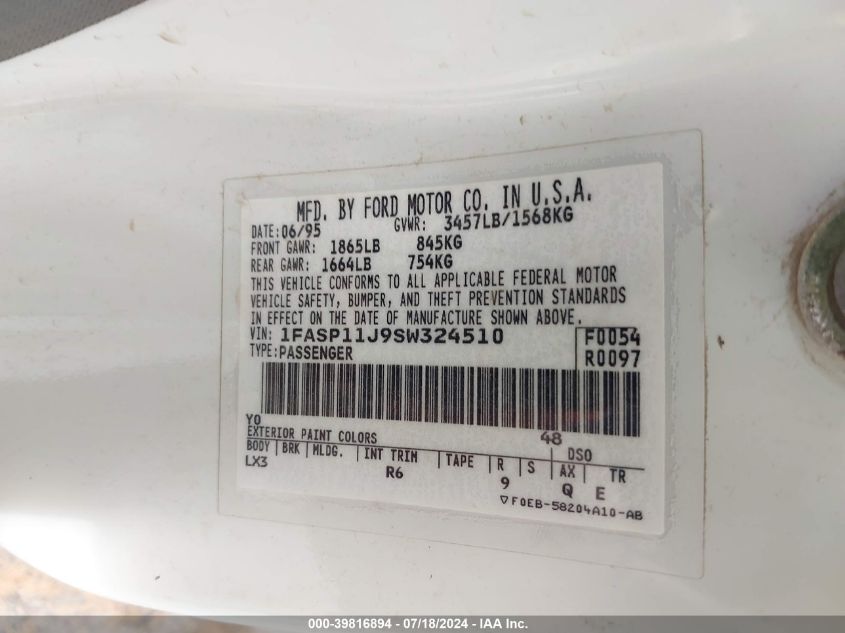 MFD. BY FORD MOTOR CO. IN U.S.A.
DATE: 06/95 GVWR: 3457LB/1568KG
FRONT GAWR: 1865LB 845KG
REAR GAWR: 1664LB 754KG
THIS VEHICLE CONFORMS TO ALL APPLICABLE FEDERAL MOTOR
VEHICLE SAFETY, BUMPER, AND THEFT PREVENTION STANDARDS
IN EFFECT ON THE DATE OF MANUFACTURE SHOWN ABOVE.
VIN: 1FASP11J9SW324510 F0054
TYPE: PASSENGER R0097
YO 48
EXTERIOR PAINT COLORS DSO
BODY BRK MLDG. INT TRIM TAPE R S AX TR
LX3 R6 9 Q E
▽ F0EB-58204A10-AB
000-39816894 - 07/18/2024 - IAA Inc.